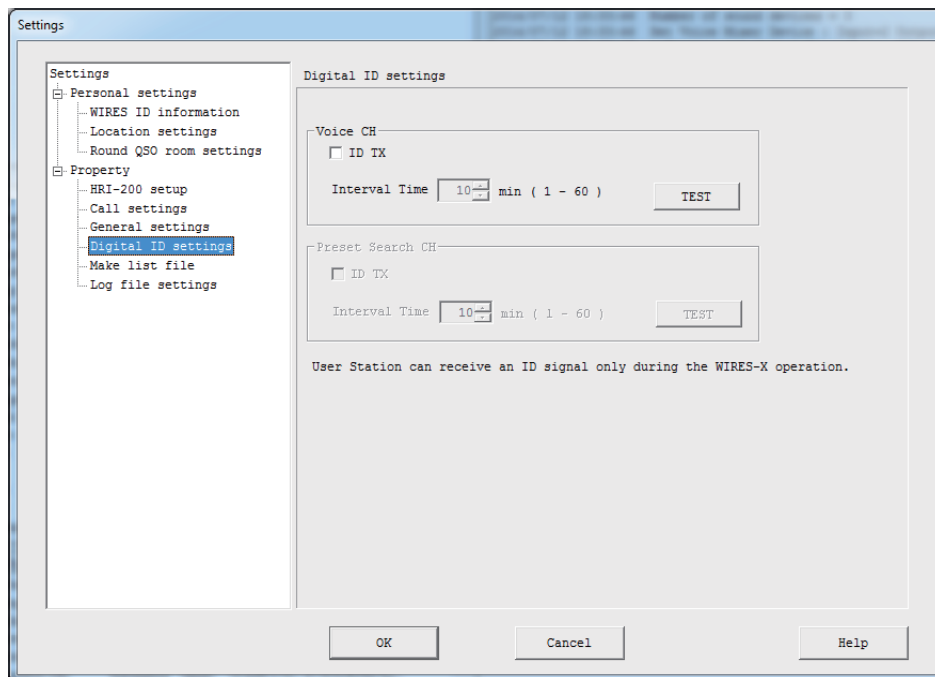 Settings
Settings
Personal settings
WIRES ID information
Location settings
Round QSO room settings
Property
HRI-200 setup
Call settings
General settings
Digital ID settings
Make list file
Log file settings
Digital ID settings
Voice CH
ID TX
Interval Time 10 min ( 1 - 60 ) TEST
Preset Search CH
ID TX
Interval Time 10 min ( 1 - 60 ) TEST
User Station can receive an ID signal only during the WIRES-X operation.
OK Cancel Help